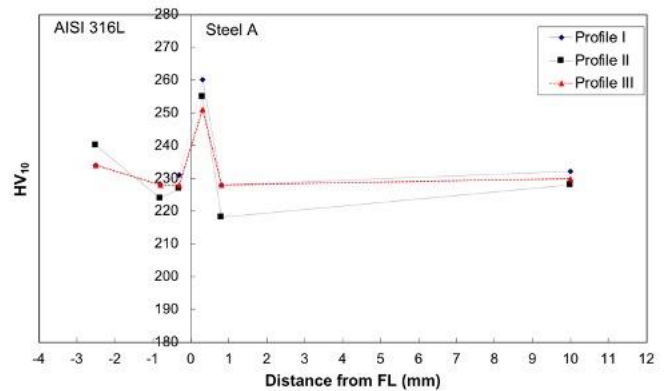 AISI 316L Steel A
Profile I
Profile II
Profile III
280
270
260
250
240
230
220
210
200
190
180
HV10
-4 -3 -2 -1 0 1 2 3 4 5 6 7 8 9 10 11 12
Distance from FL (mm)